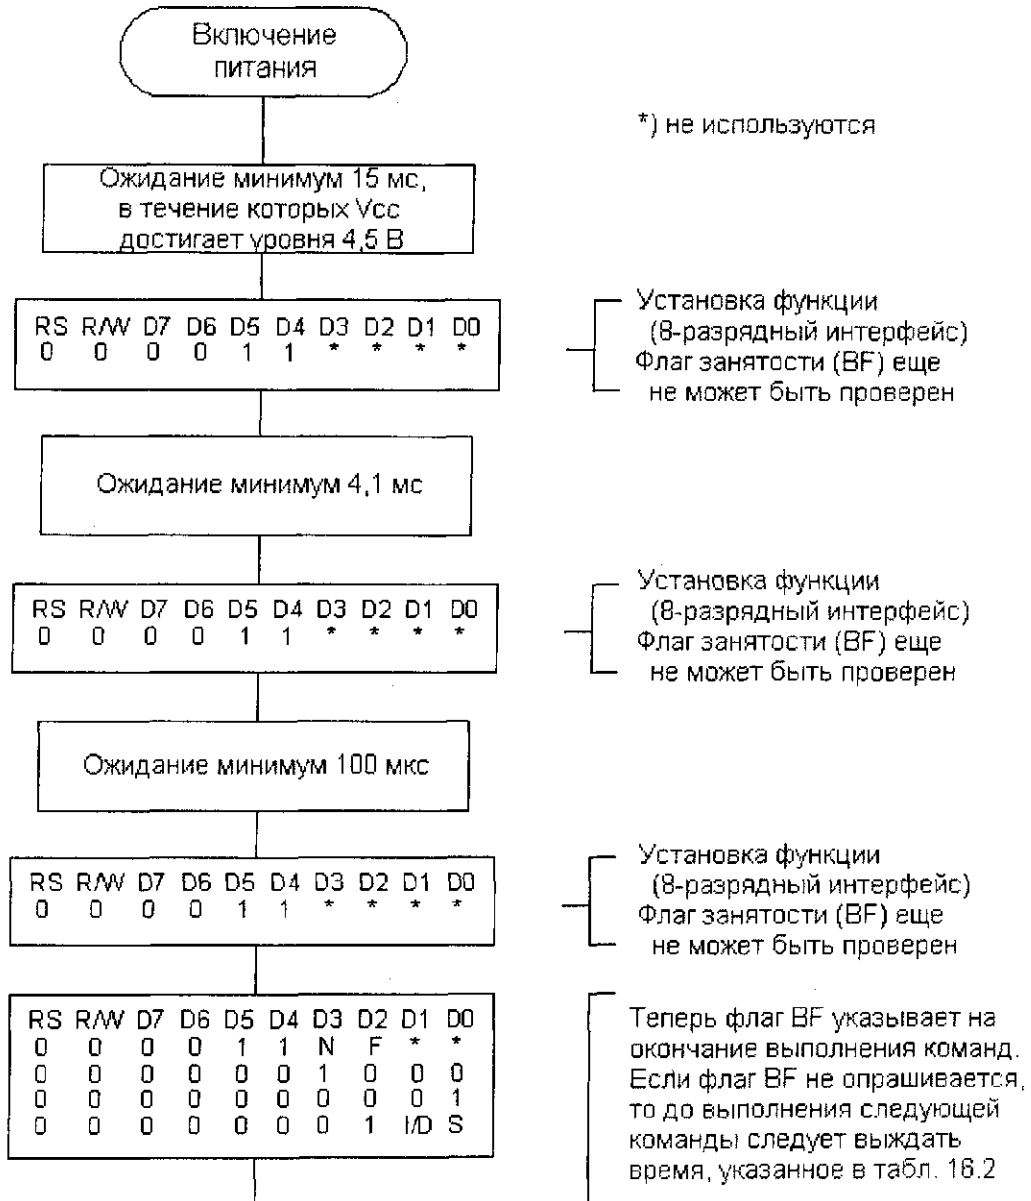 Включение
питания
*) не используются
Ожидание минимум 15 мс,
в течение которых Vcc
достигает уровня 4,5 В
RS R/W D7 D6 D5 D4 D3 D2 D1 D0
0 0 0 0 1 1 * * * *
Установка функции
(8-разрядный интерфейс)
Флаг занятости (BF) еще
не может быть проверен
Ожидание минимум 4,1 мс
RS R/W D7 D6 D5 D4 D3 D2 D1 D0
0 0 0 0 1 1 * * * *
Установка функции
(8-разрядный интерфейс)
Флаг занятости (BF) еще
не может быть проверен
Ожидание минимум 100 мкс
RS R/W D7 D6 D5 D4 D3 D2 D1 D0
0 0 0 0 1 1 * * * *
Установка функции
(8-разрядный интерфейс)
Флаг занятости (BF) еще
не может быть проверен
RS R/W D7 D6 D5 D4 D3 D2 D1 D0
0 0 0 0 1 1 N F * *
0 0 0 0 0 0 1 0 0 0
0 0 0 0 0 0 0 0 0 1
0 0 0 0 0 0 0 1 I/D S
Теперь флаг BF указывает на
окончание выполнения команд.
Если флаг BF не опрашивается,
то до выполнения следующей
команды следует выждать
время, указанное в табл. 16.2